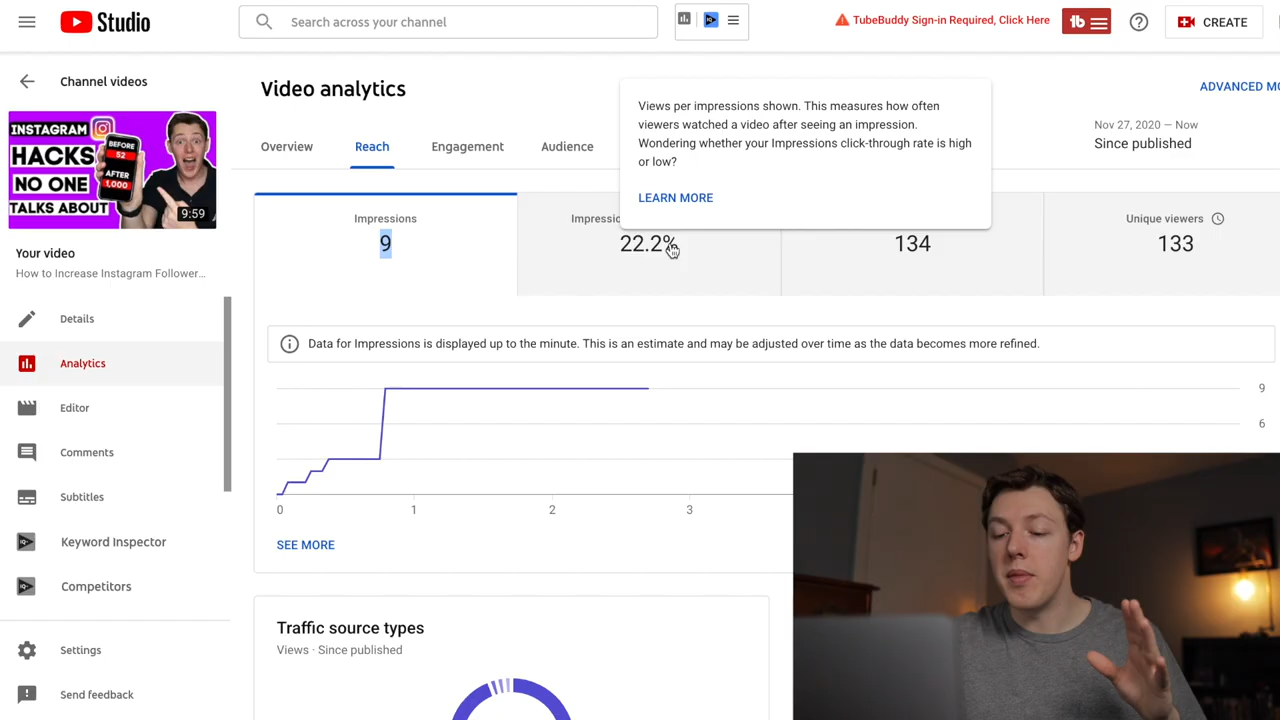 Studio
Search across your channel
TubeBuddy Sign-in Required, Click Here
tb
CREATE
Channel videos
Video analytics
ADVANCED MO
INSTAGRAM
HACKS
NO ONE
TALKS ABOUT
BEFORE
52
AFTER
1,000
9:59
Overview
Reach
Engagement
Audience
Views per impressions shown. This measures how often
viewers watched a video after seeing an impression.
Wondering whether your Impressions click-through rate is high
or low?
LEARN MORE
Nov 27, 2020 — Now
Since published
Impressions
9
Impressio
22.2%
134
Unique viewers
133
Your video
How to Increase Instagram Follower...
Details
Analytics
Editor
Comments
Subtitles
Keyword Inspector
Competitors
Settings
Send feedback
Data for Impressions is displayed up to the minute. This is an estimate and may be adjusted over time as the data becomes more refined.
9
6
0
1
2
3
SEE MORE
Traffic source types
Views · Since published